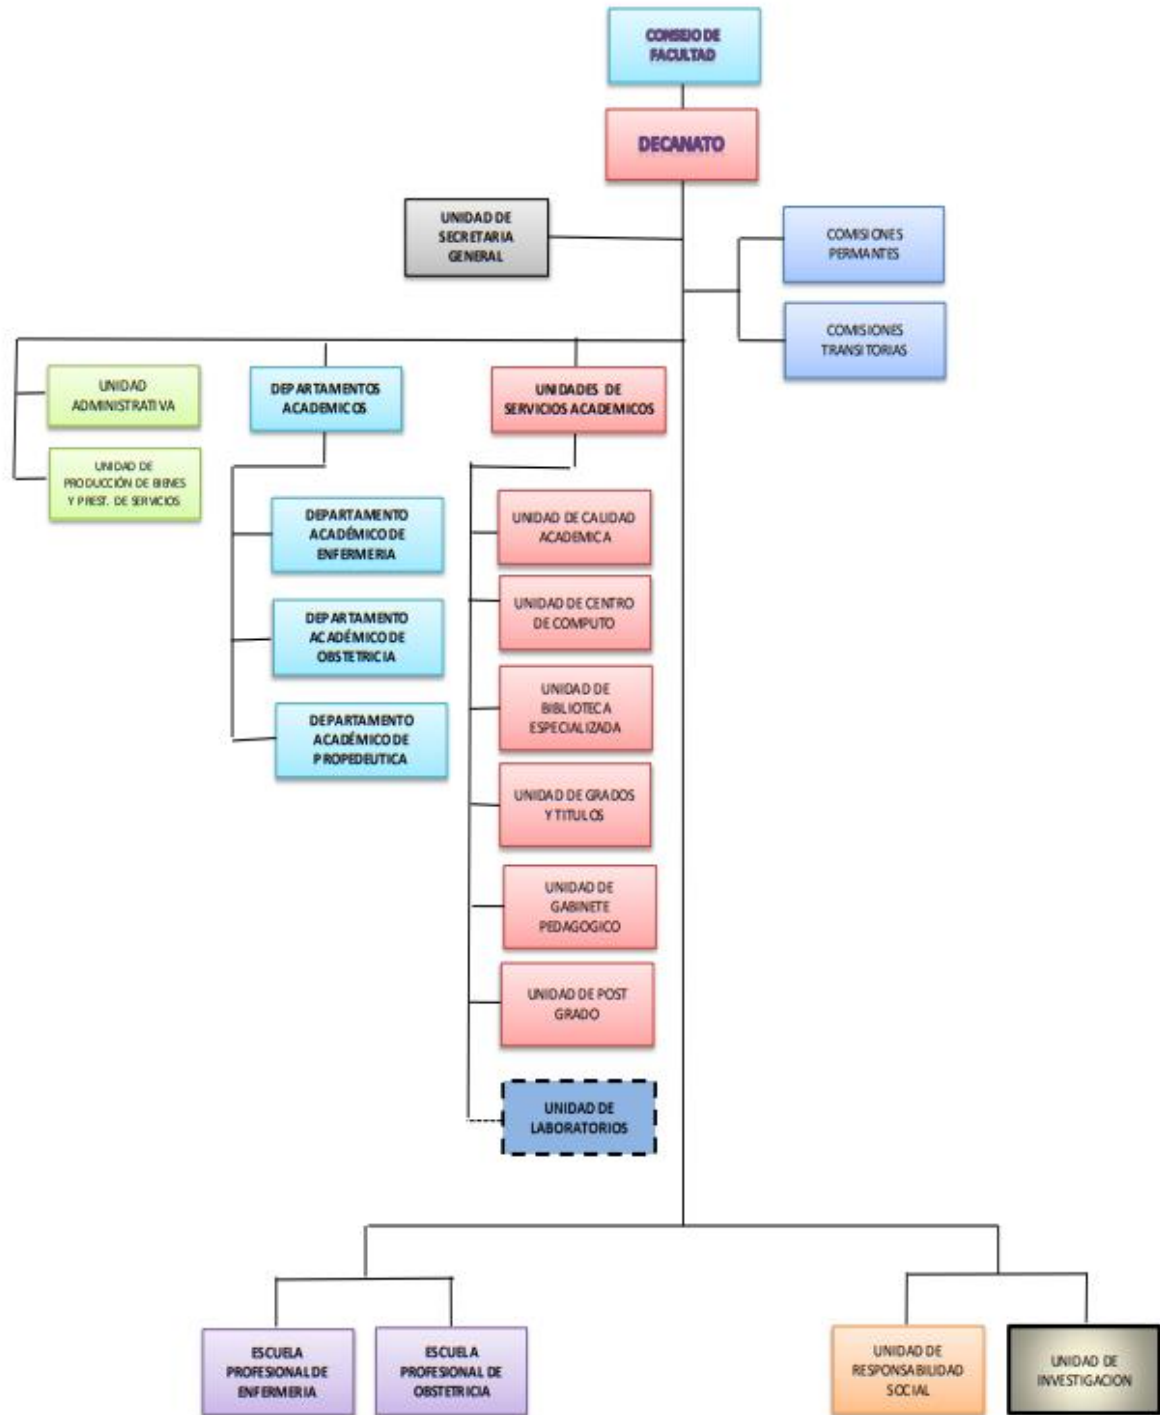 CONSEJO DE
FACULTAD
DECANATO
UNIDAD DE
SECRETARIA
GENERAL
COMISIONES
PERMANTES
COMISIONES
TRANSITORIAS
UNIDAD
ADMINISTRATIVA
UNIDAD DE
PRODUCCIÓN DE BIENES
Y PREST. DE SERVICIOS
DEPARTAMENTOS
ACADEMICOS
DEPARTAMENTO
ACADÉMICO DE
ENFERMERIA
DEPARTAMENTO
ACADÉMICO DE
OBSTETRICIA
DEPARTAMENTO
ACADÉMICO DE
PROPEDEUTICA
UNIDADES DE
SERVICIOS ACADEMICOS
UNIDAD DE CALIDAD
ACADEMICA
UNIDAD DE CENTRO
DE COMPUTO
UNIDAD DE
BIBLIOTECA
ESPECIALIZADA
UNIDAD DE GRADOS
Y TITULOS
UNIDAD DE
GABINETE
PEDAGOGICO
UNIDAD DE POST
GRADO
UNIDAD DE
LABORATORIOS
ESCUELA
PROFESIONAL DE
ENFERMERIA
ESCUELA
PROFESIONAL DE
OBSTETRICIA
UNIDAD DE
RESPONSABILIDAD
SOCIAL
UNIDAD DE
INVESTIGACION